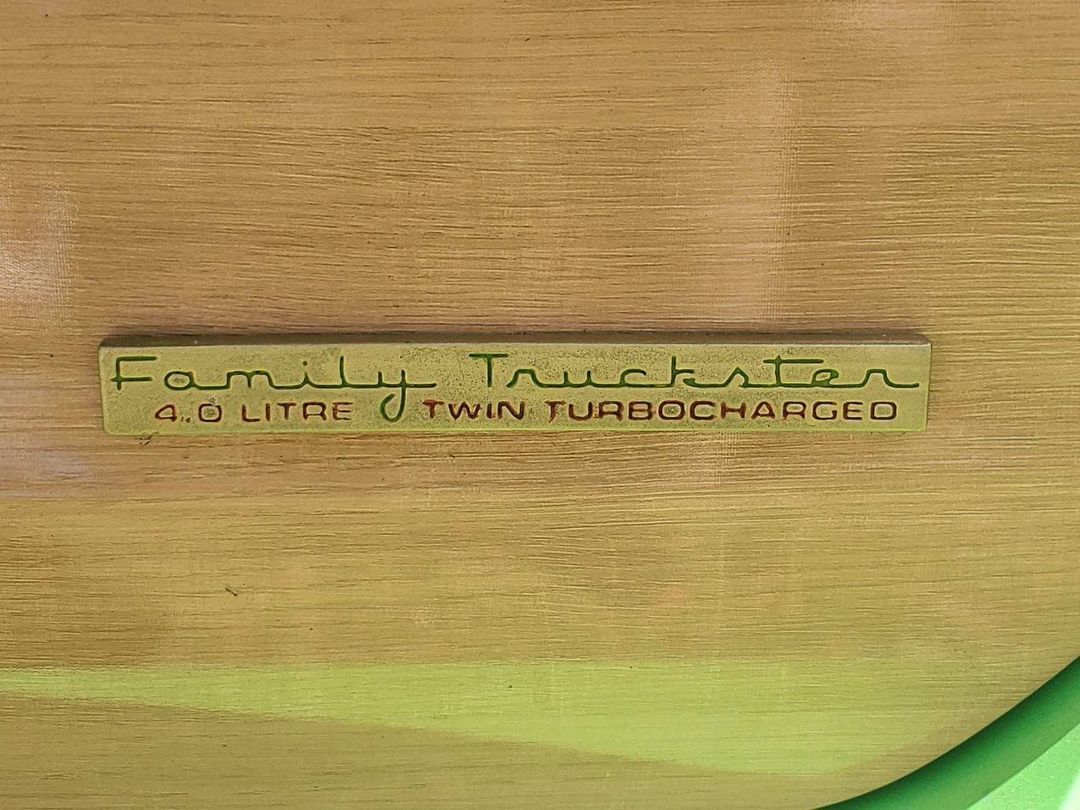 Family Truckster
4.0 LITRE TWIN TURBOCHARGED